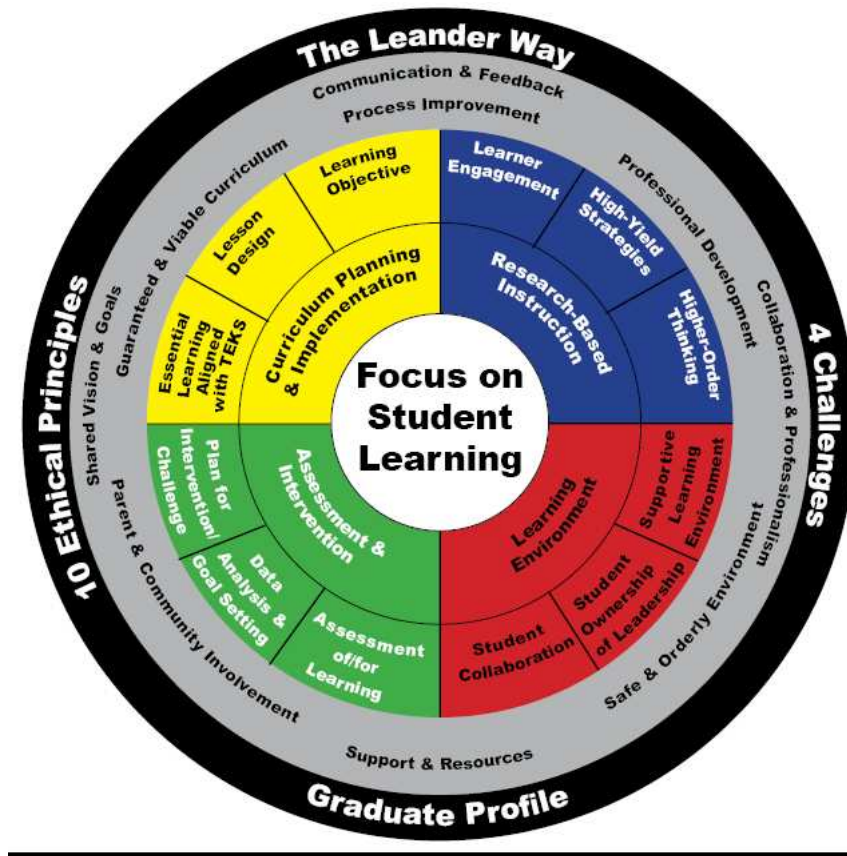 The Leander Way
Communication & Feedback
Process Improvement
Guaranteed & Viable Curriculum
Shared Vision & Goals
Professional Development
Collaboration & Professionalism
10 Ethical Principles
4 Challenges
Learning
Objective
Lesson
Design
Essential
Learning
Aligned
with TEKS
Curriculum Planning
& Implementation
Learner
Engagement
High-Yield
Strategies
Higher-Order
Thinking
Research-Based
Instruction
Focus on
Student
Learning
Plan for
Intervention/
Challenge
Data
Analysis &
Goal Setting
Assessment
of/for
Learning
Assessment &
Intervention
Supportive
Learning
Environment
Student
Ownership
of Leadership
Student
Collaboration
Learning
Environment
Parent & Community Involvement
Safe & Orderly Environment
Support & Resources
Graduate Profile